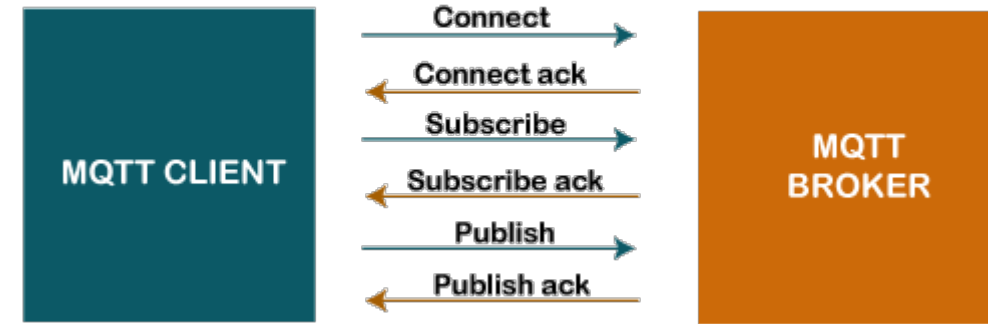 Connect
Connect ack
Subscribe
MQTT CLIENT
Subscribe ack
Publish
Publish ack
MQTT
BROKER